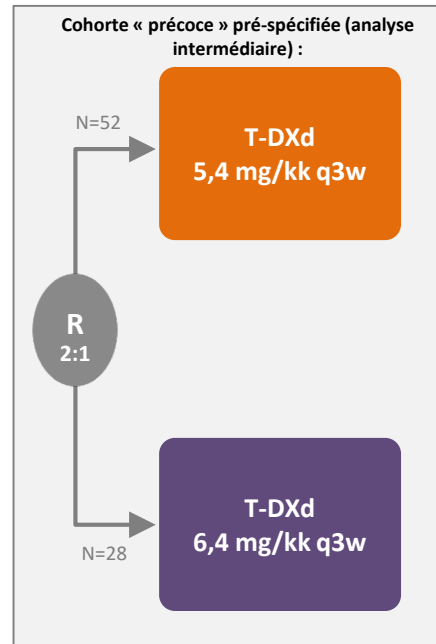 Cohorte « précoce » pré-spécifiée (analyse
intermédiaire) :
N=52
T-DXd
5,4 mg/kk q3w
R
2:1
T-DXd
6,4 mg/kk q3w
N=28